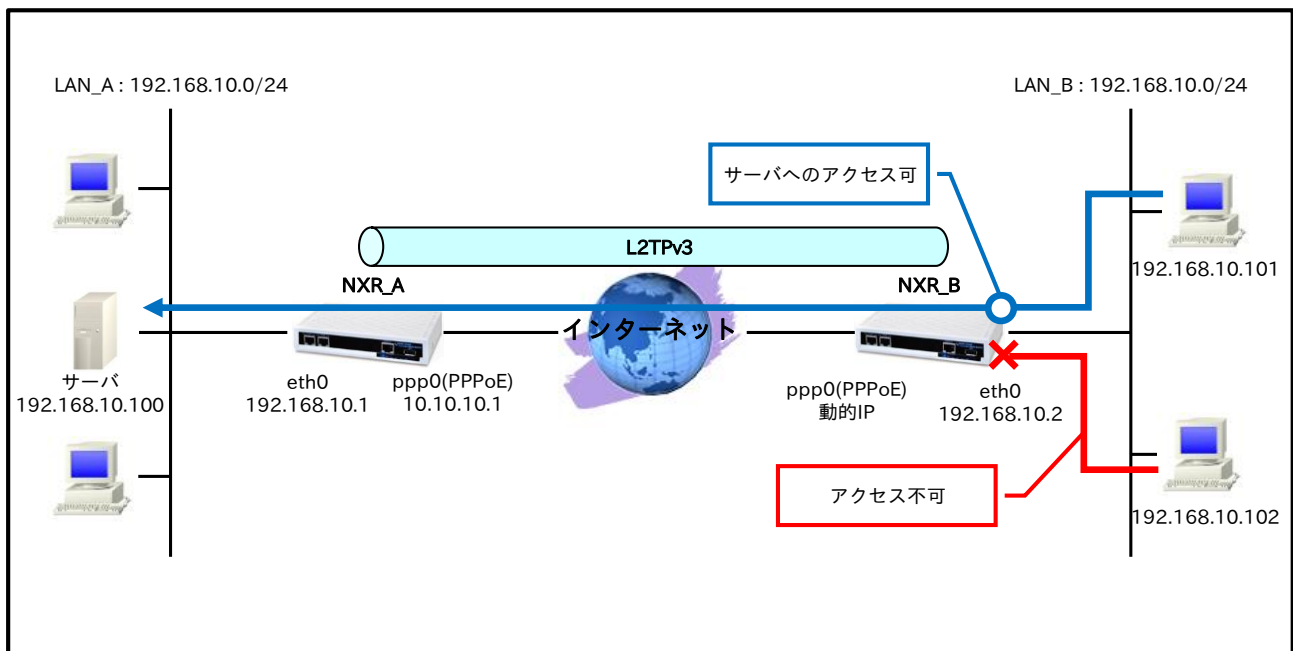 LAN_A : 192.168.10.0/24
LAN_B : 192.168.10.0/24
サーバへのアクセス可
L2TPv3
NXR_A
NXR_B
192.168.10.101
インターネット
サーバ
192.168.10.100
eth0
192.168.10.1
ppp0(PPPoE)
10.10.10.1
ppp0(PPPoE)
動的IP
eth0
192.168.10.2
アクセス不可
192.168.10.102